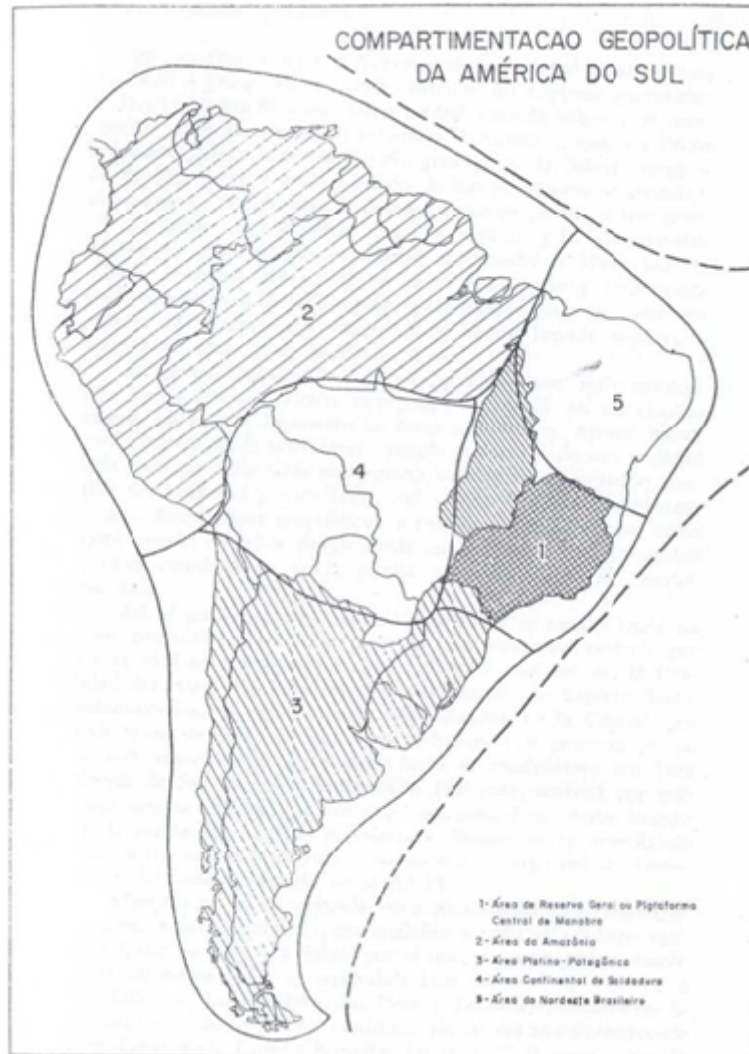 COMPARTIMENTACAO GEOPOLÍTICA
DA AMÉRICA DO SUL
2
5
4
1
3
1-Área de Reserva Geral ou Plataforma
Central de Manobra
2-Área da Amazônia
3-Área Platino-Patagônica
4-Área Continental de Soldadura
5-Área do Nordeste Brasileiro